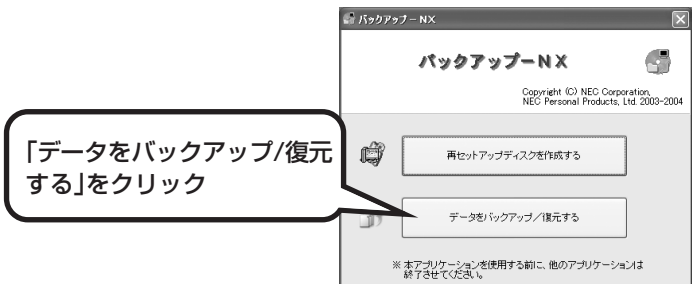 バックアップ－NX
バックアップーNX
Copyright (C) NEC Corporation,
NEC Personal Products, Ltd. 2003-2004
「データをバックアップ/復元
する」をクリック
再セットアップディスクを作成する
データをバックアップ／復元する
※ 本アプリケーションを使用する前に、他のアプリケーションは
終了させてください。